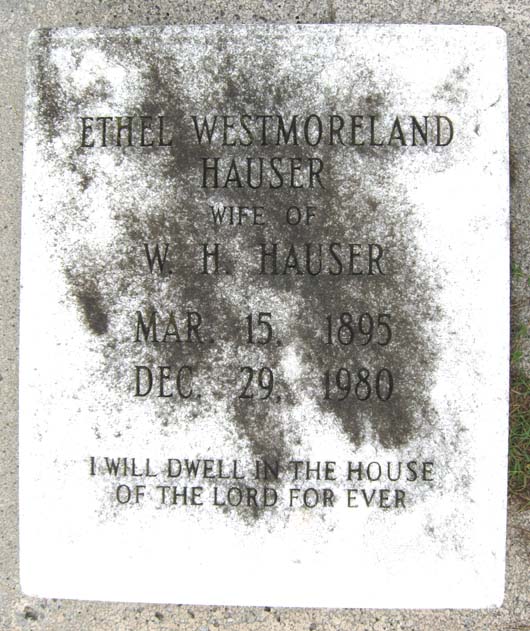 ETHEL WESTMORELAND
HAUSER
WIFE OF
W. H. HAUSER
MAR. 15. 1895
DEC. 29. 1980
I WILL DWELL IN THE HOUSE
OF THE LORD FOR EVER